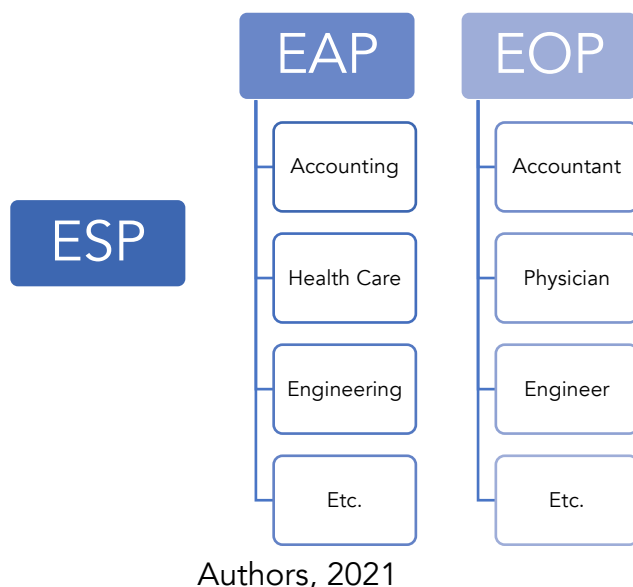 ESP
EAP
Accounting
Health Care
Engineering
Etc.
EOP
Accountant
Physician
Engineer
Etc.
Authors, 2021